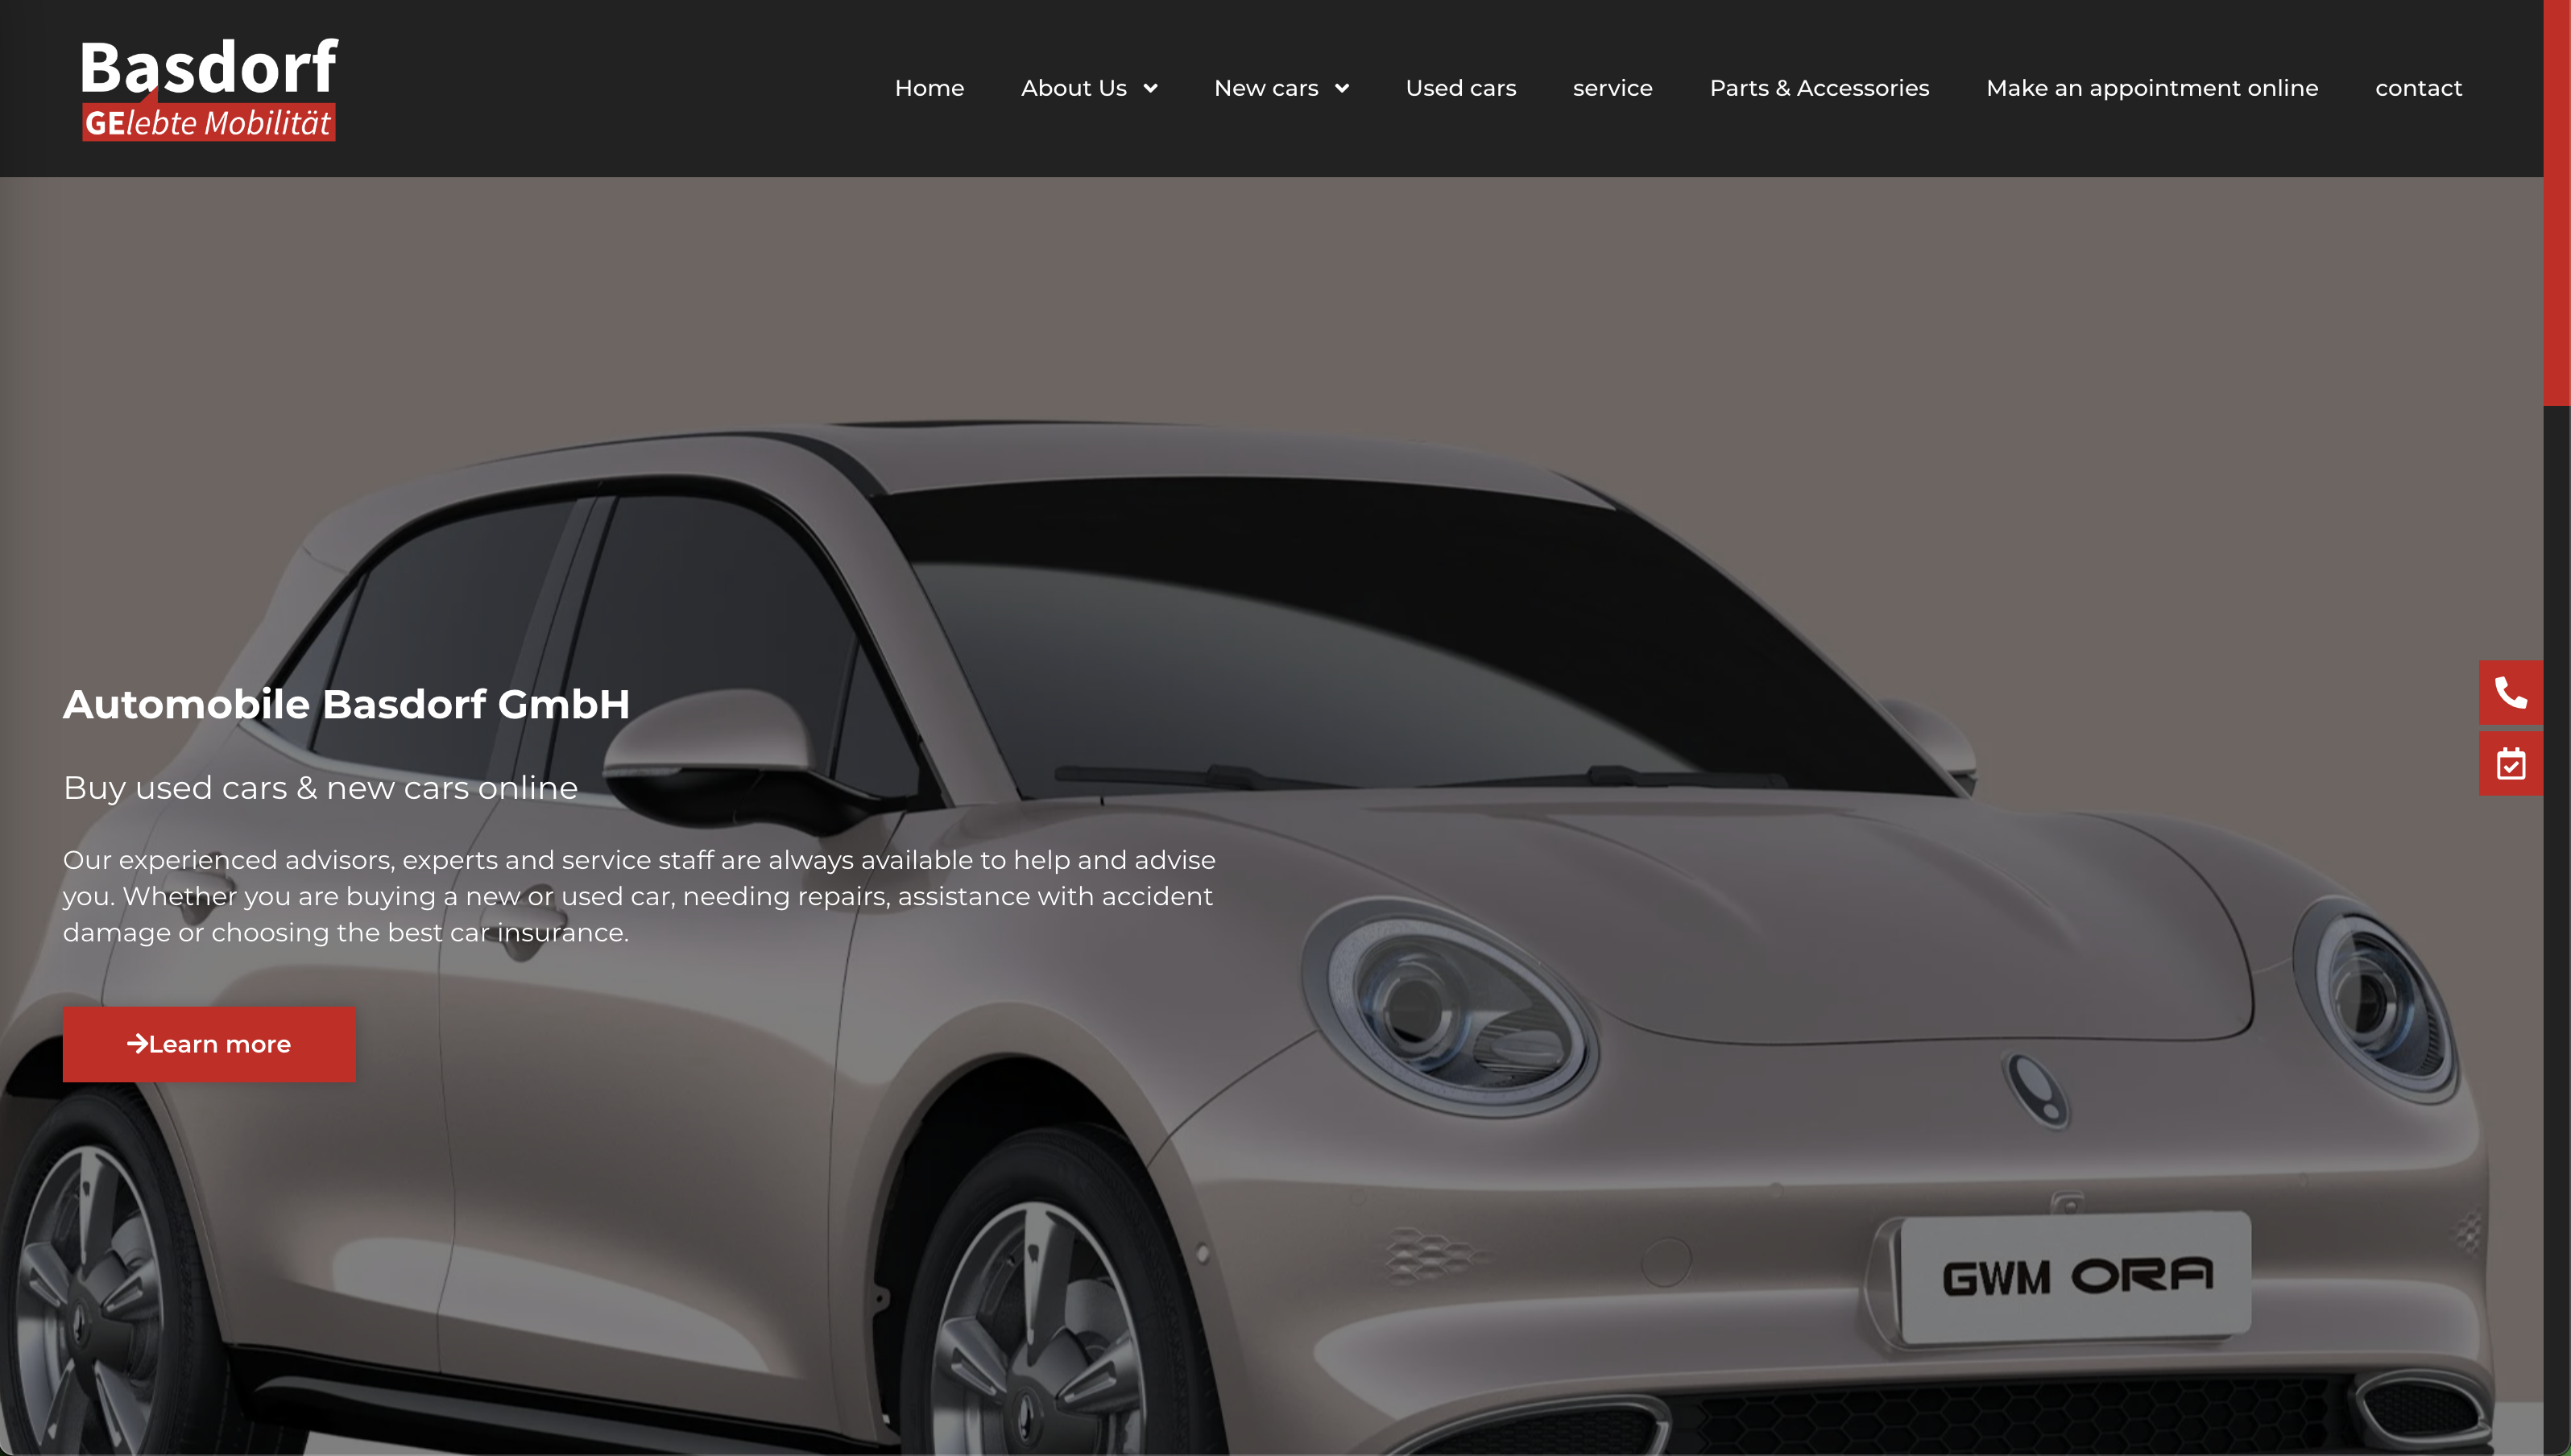 Basdorf
GElebte Mobilität
Home About Us New cars Used cars service Parts & Accessories Make an appointment online contact
Automobile Basdorf GmbH
Buy used cars & new cars online
Our experienced advisors, experts and service staff are always available to help and advise
you. Whether you are buying a new or used car, needing repairs, assistance with accident
damage or choosing the best car insurance.
Learn more
GWM ORA